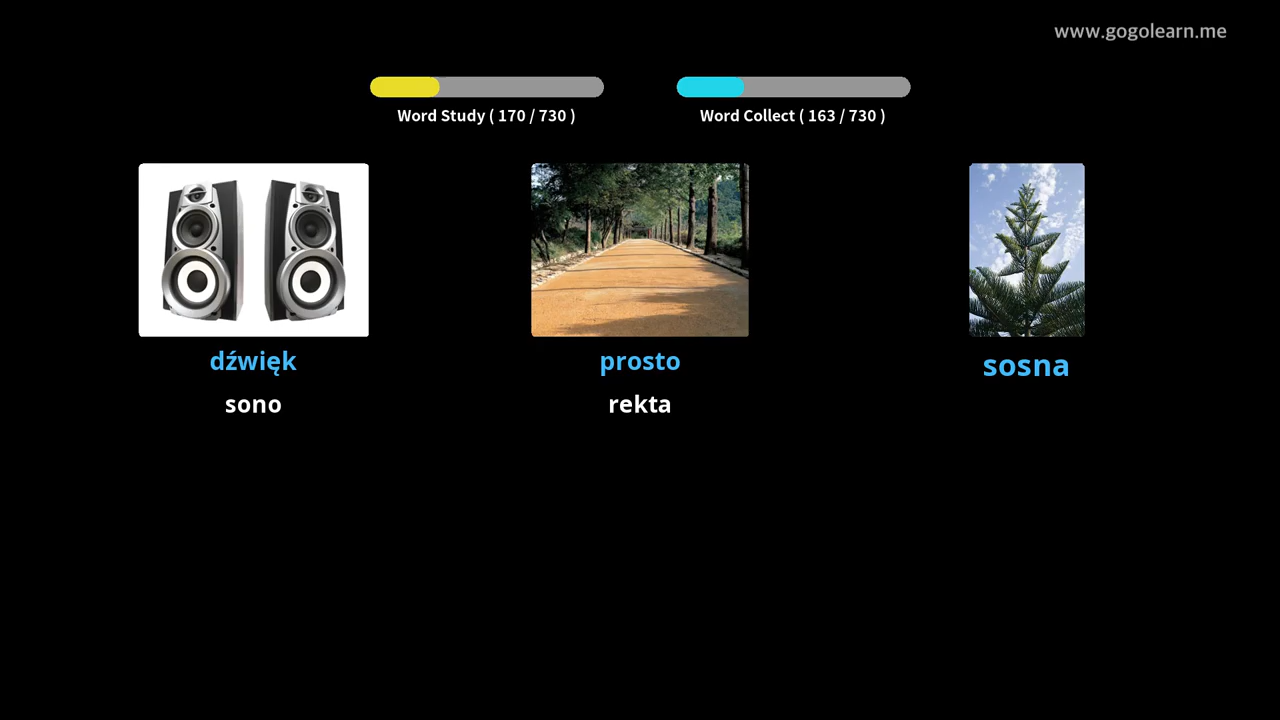 www.gogolearn.me
Word Study ( 170 / 730 )
Word Collect ( 163 / 730 )
dźwięk
sono
prosto
rekta
sosna